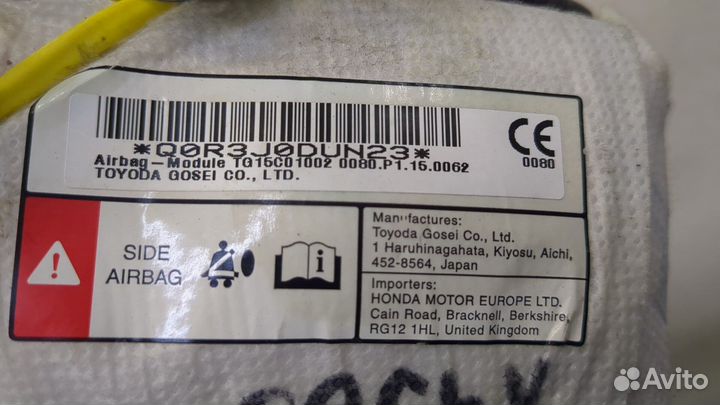 *Q0R3J0DUN23*
Airbag-Module TG15C01002 0080.P1.15.0062
TOYODA GOSEI CO., LTD.
CE
0080
SIDE
AIRBAG
Manufactures:
Toyoda Gosei Co., Ltd.
1 Haruhinagahata, Kiyosu, Aichi,
452-8564, Japan
Importers:
HONDA MOTOR EUROPE LTD.
Cain Road, Bracknell, Berkshire,
RG12 1HL, United Kingdom
Avito